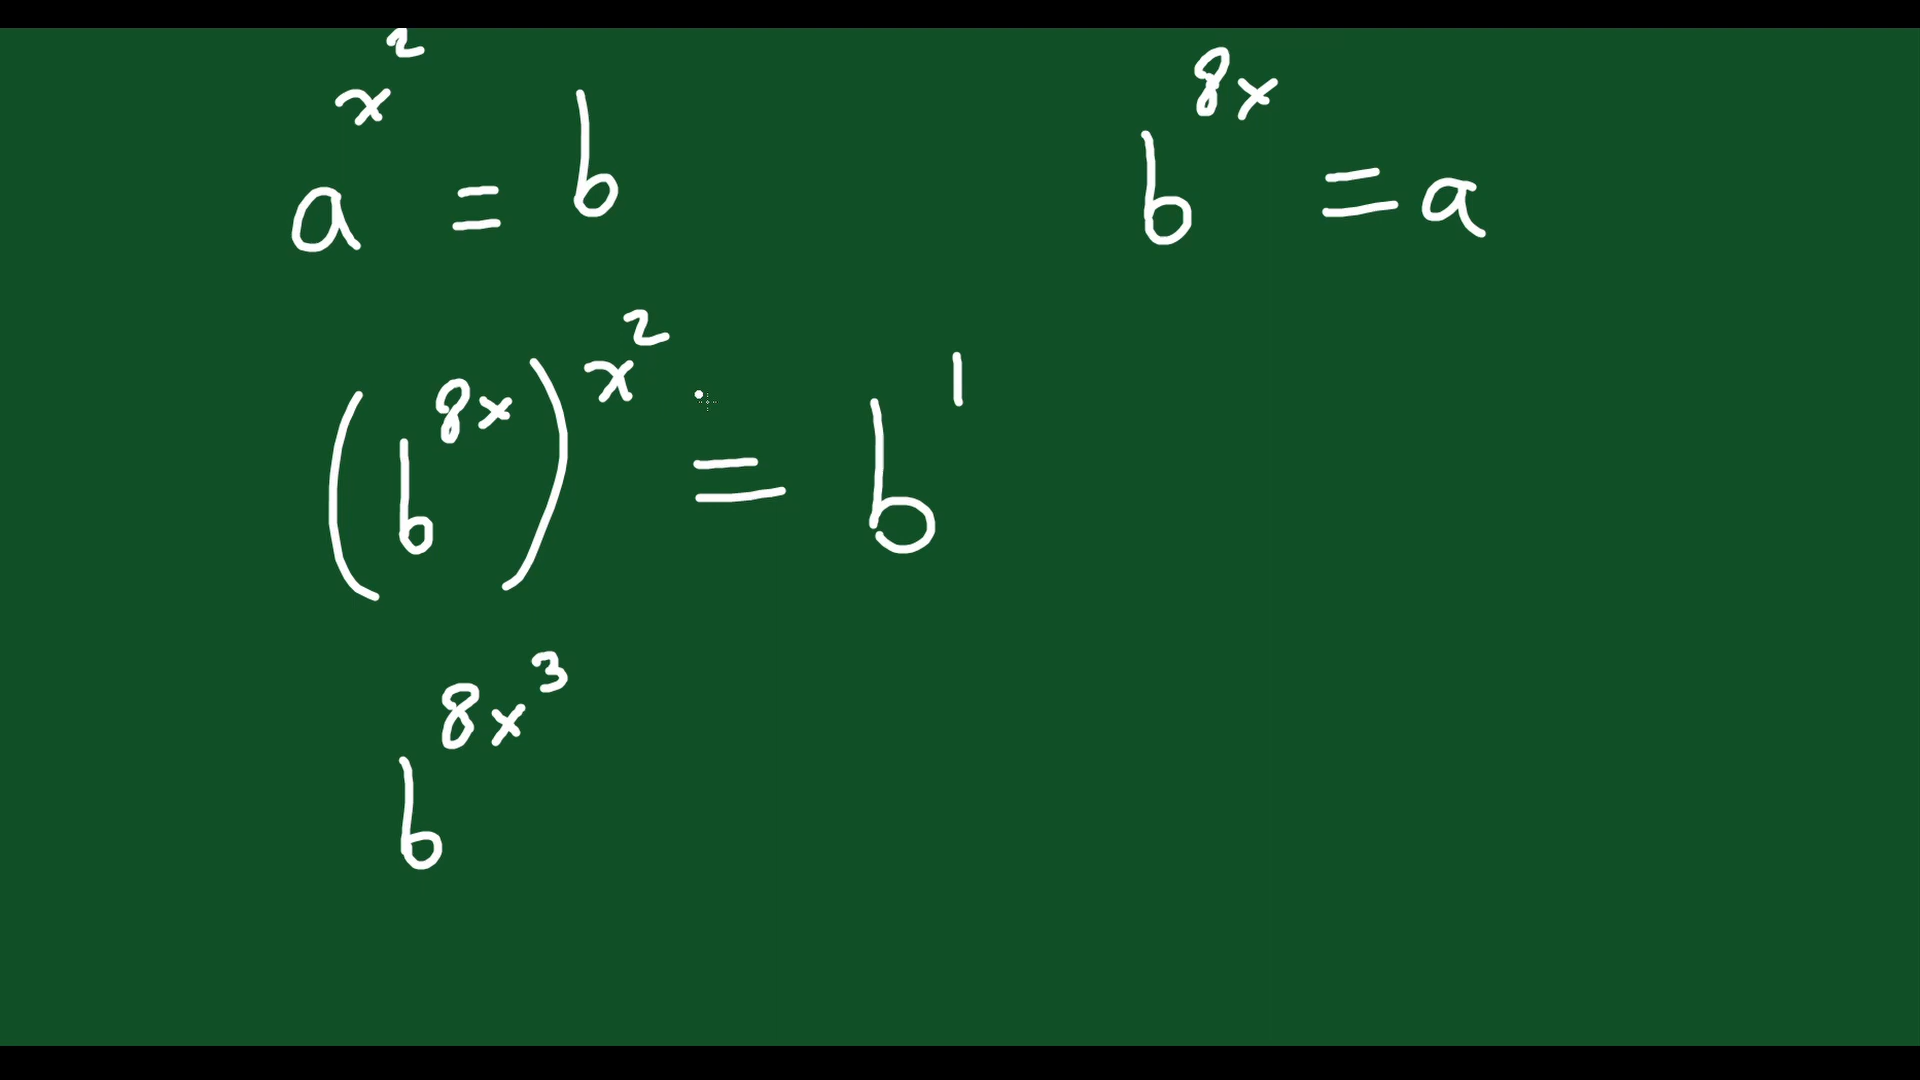 a^{x^2} = b
b^{8x} = a
(b^{8x})^{x^2} = b^1
b^{8x^3}